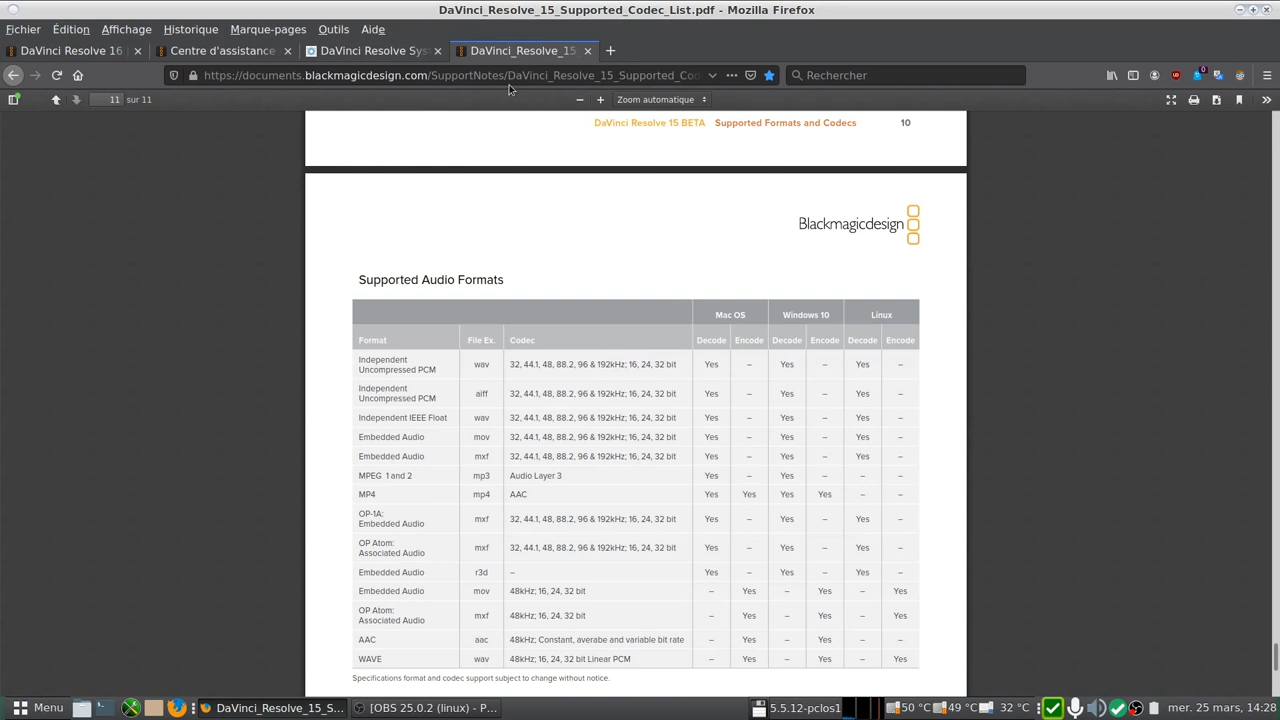 DaVinci_Resolve_15_Supported_Codec_List.pdf - Mozilla Firefox
Fichier Édition Affichage Historique Marque-pages Outils Aide
DaVinci Resolve 16 Centre d'assistance DaVinci Resolve Sys DaVinci_Resolve_15
https://documents.blackmagicdesign.com/SupportNotes/DaVinci_Resolve_15_Supported_Co Rechercher
11 sur 11 Zoom automatique
DaVinci Resolve 15 BETA Supported Formats and Codecs 10
Blackmagicdesign
Supported Audio Formats
Mac OS Windows 10 Linux
Format File Ex. Codec Decode Encode Decode Encode Decode Encode
Independent
Uncompressed PCM wav 32, 44.1, 48, 88.2, 96 & 192kHz; 16, 24, 32 bit Yes – Yes – Yes –
Independent
Uncompressed PCM aiff 32, 44.1, 48, 88.2, 96 & 192kHz; 16, 24, 32 bit Yes – Yes – Yes –
Independent IEEE Float wav 32, 44.1, 48, 88.2, 96 & 192kHz; 16, 24, 32 bit Yes – Yes – Yes –
Embedded Audio mov 32, 44.1, 48, 88.2, 96 & 192kHz; 16, 24, 32 bit Yes – Yes – Yes –
Embedded Audio mxf 32, 44.1, 48, 88.2, 96 & 192kHz; 16, 24, 32 bit Yes – Yes – Yes –
MPEG 1 and 2 mp3 Audio Layer 3 Yes – Yes – – –
MP4 mp4 AAC Yes Yes Yes Yes – –
OP-1A:
Embedded Audio mxf 32, 44.1, 48, 88.2, 96 & 192kHz; 16, 24, 32 bit Yes – Yes – Yes –
OP Atom:
Associated Audio mxf 32, 44.1, 48, 88.2, 96 & 192kHz; 16, 24, 32 bit Yes – Yes – Yes –
Embedded Audio r3d – Yes – Yes – Yes –
Embedded Audio mov 48kHz; 16, 24, 32 bit – Yes – Yes – Yes
OP Atom:
Associated Audio mxf 48kHz; 16, 24, 32 bit – Yes – Yes – Yes
AAC aac 48kHz; Constant, averabe and variable bit rate – Yes – Yes – –
WAVE wav 48kHz; 16, 24, 32 bit Linear PCM – Yes – Yes – Yes
Specifications format and codec support subject to change without notice.
Menu DaVinci_Resolve_15_S... [OBS 25.0.2 (linux) - P... 5.5.12-pclos1 50 °C 49 °C 32 °C mer. 25 mars, 14:28